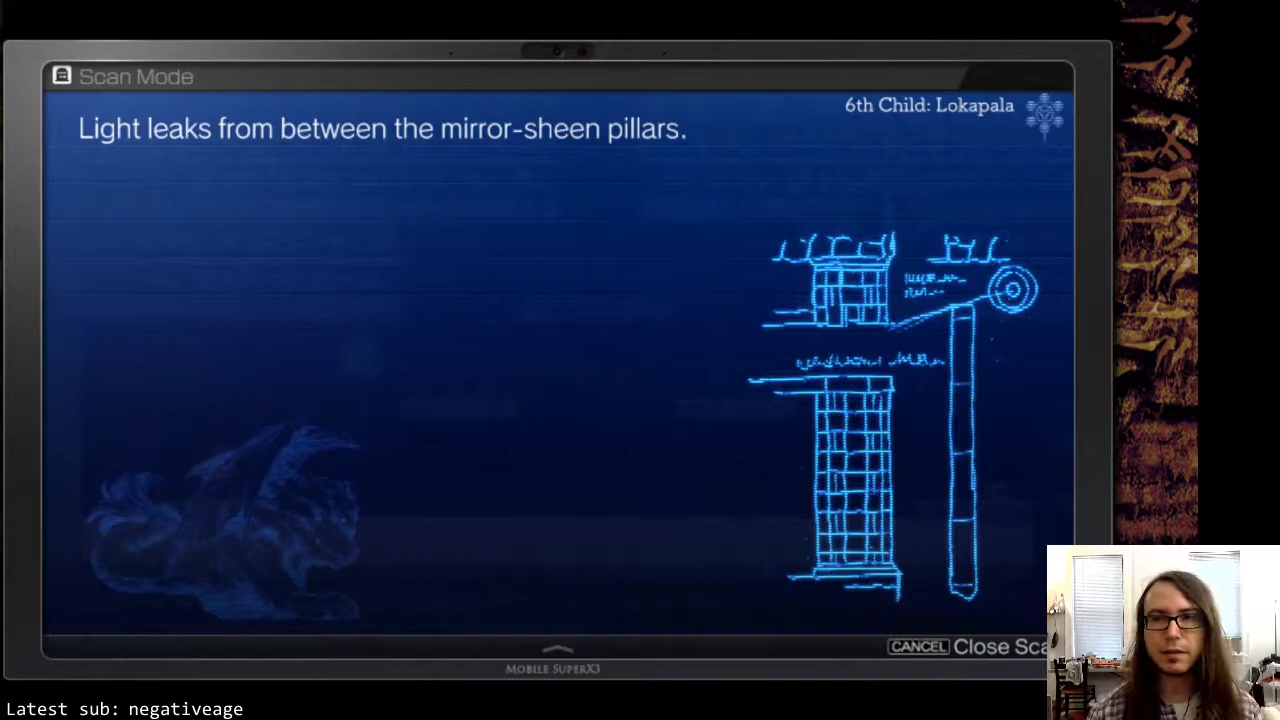 Scan Mode
6th Child: Lokapala
Light leaks from between the mirror-sheen pillars.
CANCEL Close Sca
MOBILE SUPERX3
Latest sub: negativeage